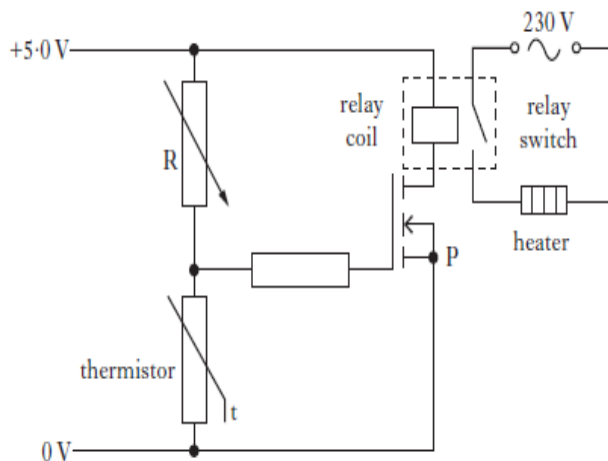 230 V
+5·0 V
relay
coil
relay
switch
R
heater
P
thermistor
t
0 V